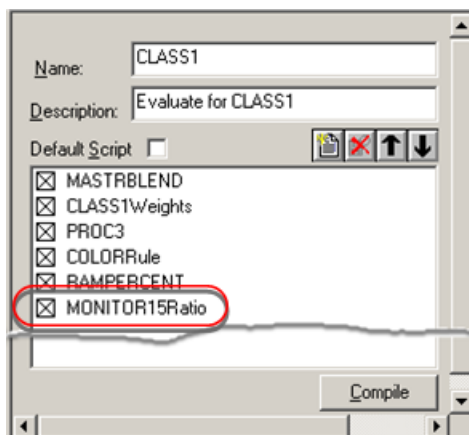 Name: CLASS1
Description: Evaluate for CLASS1
Default Script
MASTRBLEND
CLASS1Weights
PROC3
COLORRule
RAMPERCENT
MONITOR15Ratio
Compile